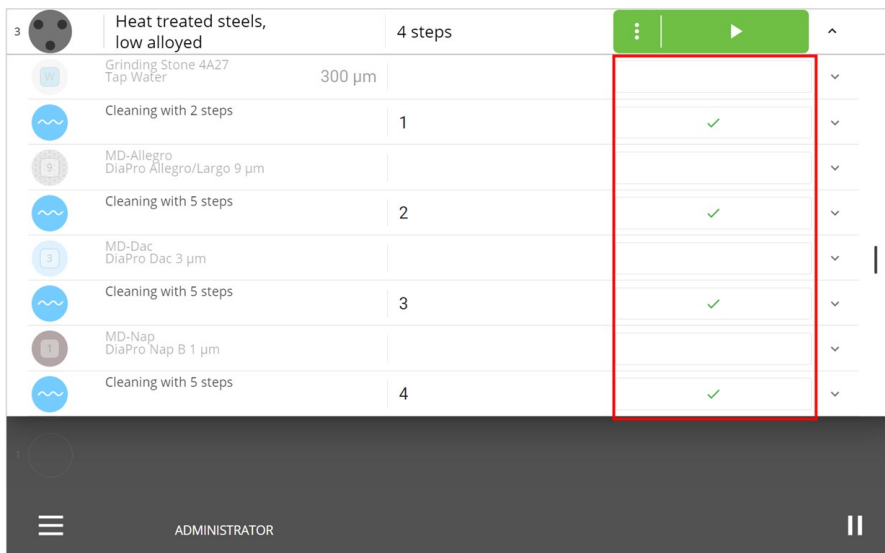 3
Heat treated steels,
low alloyed
4 steps
W
Grinding Stone 4A27
Tap Water
300 µm
Cleaning with 2 steps
1
9
MD-Allegro
DiaPro Allegro/Largo 9 µm
Cleaning with 5 steps
2
3
MD-Dac
DiaPro Dac 3 µm
Cleaning with 5 steps
3
1
MD-Nap
DiaPro Nap B 1 µm
Cleaning with 5 steps
4
1
ADMINISTRATOR